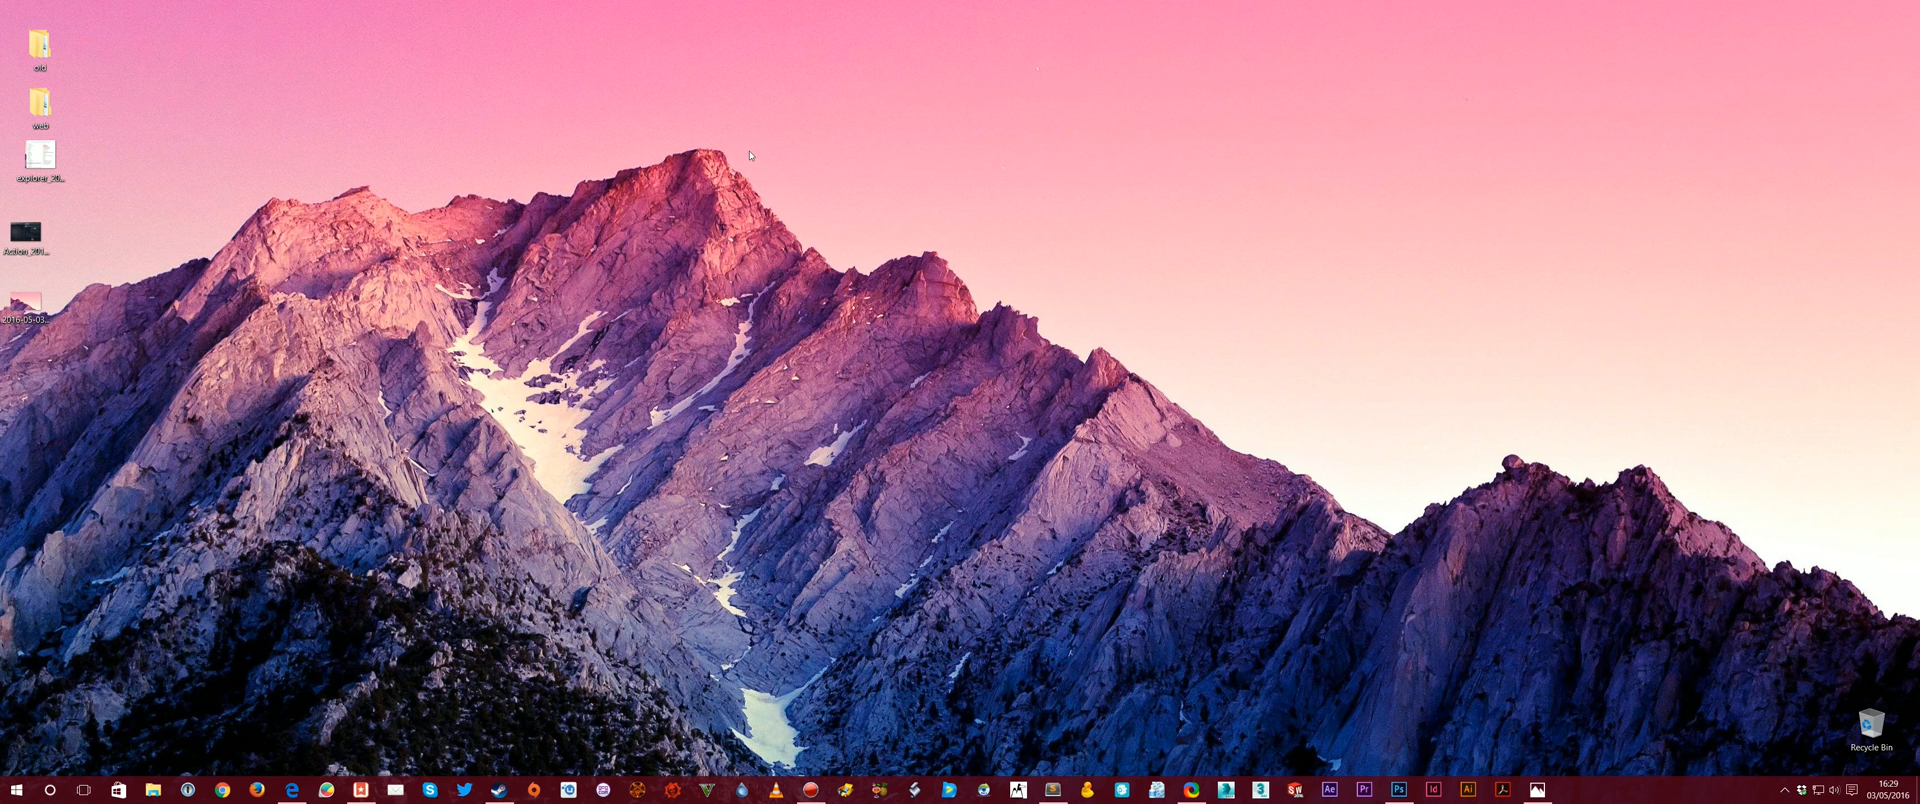 old
web
explorer_20...
Action_201...
2016-05-03...
Recycle Bin
Ae
Pr
Ps
Id
Ai
16:29
03/05/2016